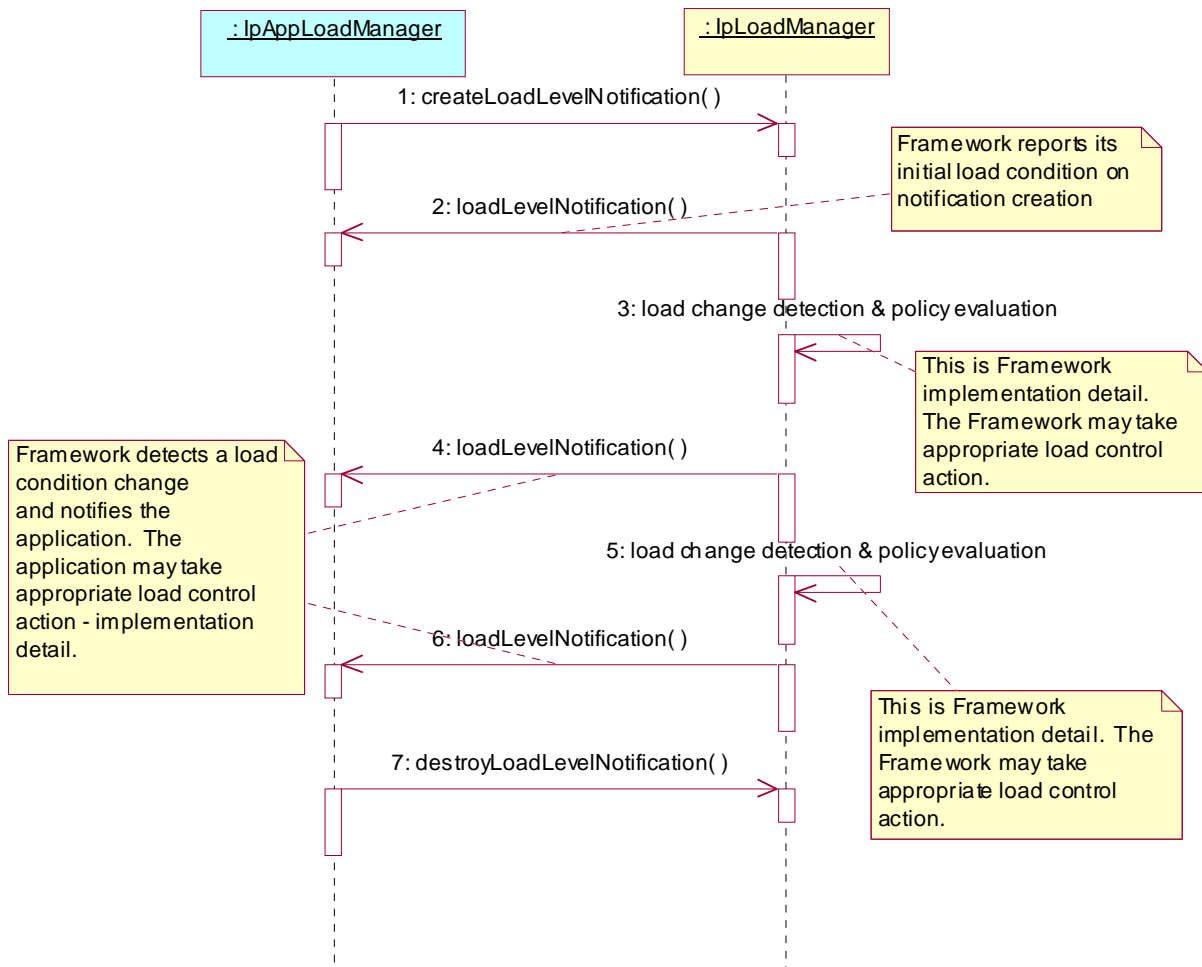 : IpAppLoadManager
: IpLoadManager
1: createLoadLevelNotification( )
Framework reports its
initial load condition on
notification creation
2: loadLevelNotification( )
3: load change detection & policy evaluation
This is Framework
implementation detail.
The Framework may take
appropriate load control
action.
4: loadLevelNotification( )
Framework detects a load
condition change
and notifies the
application. The
application may take
appropriate load control
action - implementation
detail.
5: load change detection & policy evaluation
6: loadLevelNotification( )
This is Framework
implementation detail. The
Framework may take
appropriate load control
action.
7: destroyLoadLevelNotification( )